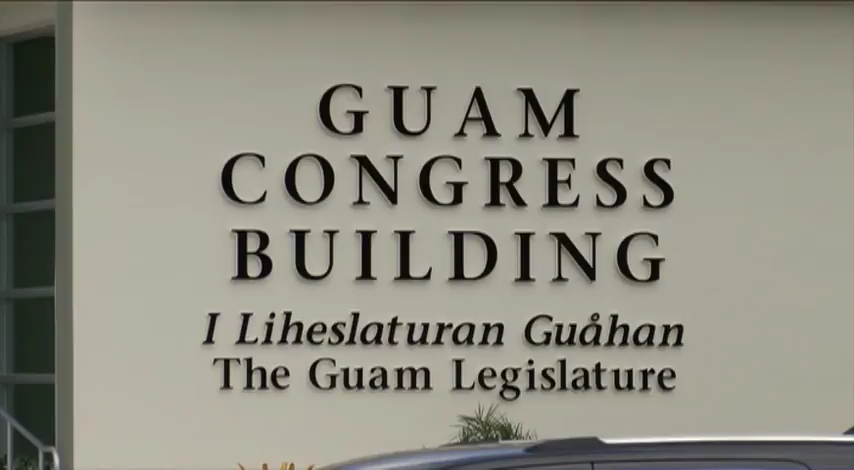 GUAM
CONGRESS
BUILDING
I Liheslaturan Guåhan
The Guam Legislature